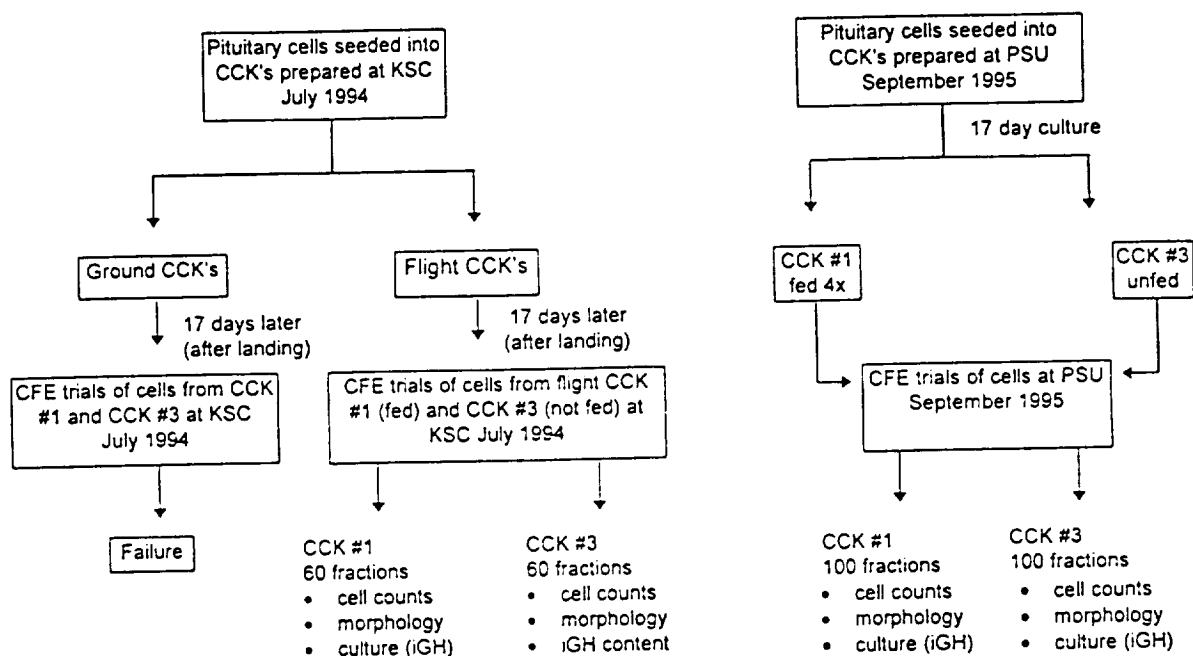 Pituitary cells seeded into
CCK's prepared at KSC
July 1994
Ground CCK's
Flight CCK's
17 days later
(after landing)
17 days later
(after landing)
CFE trials of cells from CCK
#1 and CCK #3 at KSC
July 1994
CFE trials of cells from flight CCK
#1 (fed) and CCK #3 (not fed) at
KSC July 1994
Failure
CCK #1
60 fractions
• cell counts
• morphology
• culture (iGH)
CCK #3
60 fractions
• cell counts
• morphology
• iGH content
Pituitary cells seeded into
CCK's prepared at PSU
September 1995
17 day culture
CCK #1
fed 4x
CCK #3
unfed
CFE trials of cells at PSU
September 1995
CCK #1
100 fractions
• cell counts
• morphology
• culture (iGH)
CCK #3
100 fractions
• cell counts
• morphology
• culture (iGH)